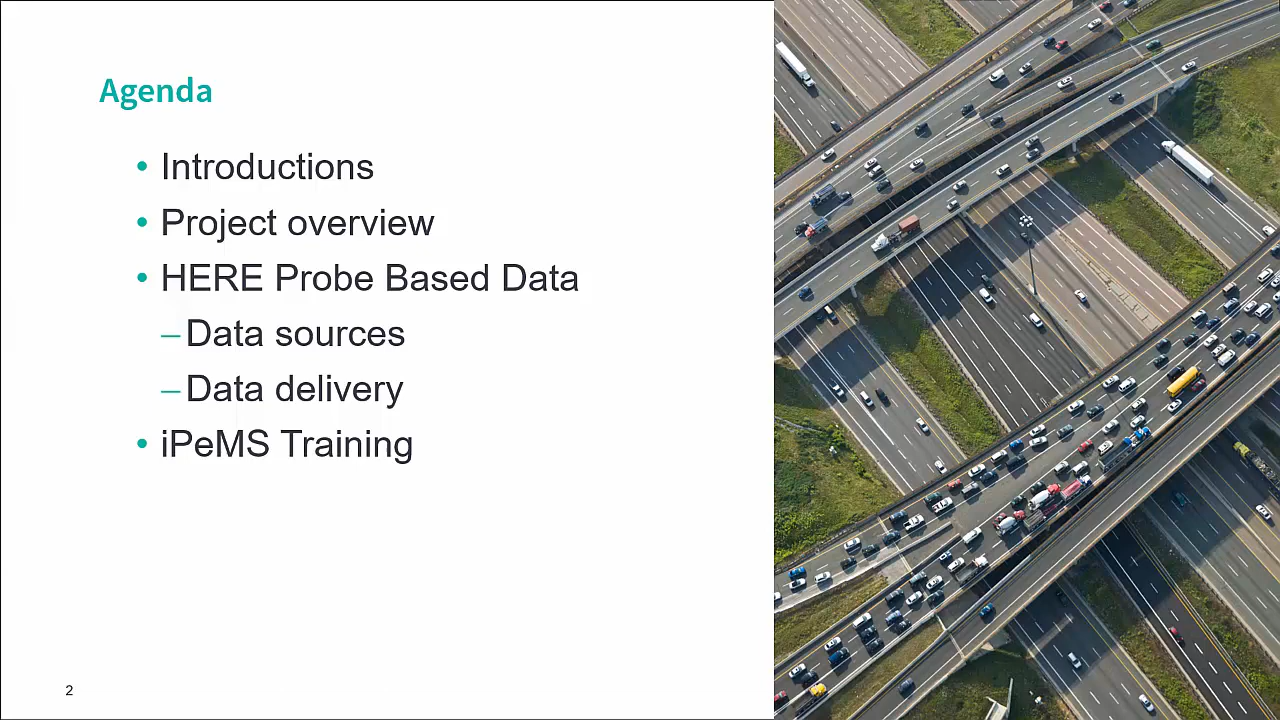 Agenda
• Introductions
• Project overview
• HERE Probe Based Data
– Data sources
– Data delivery
• iPeMS Training
2